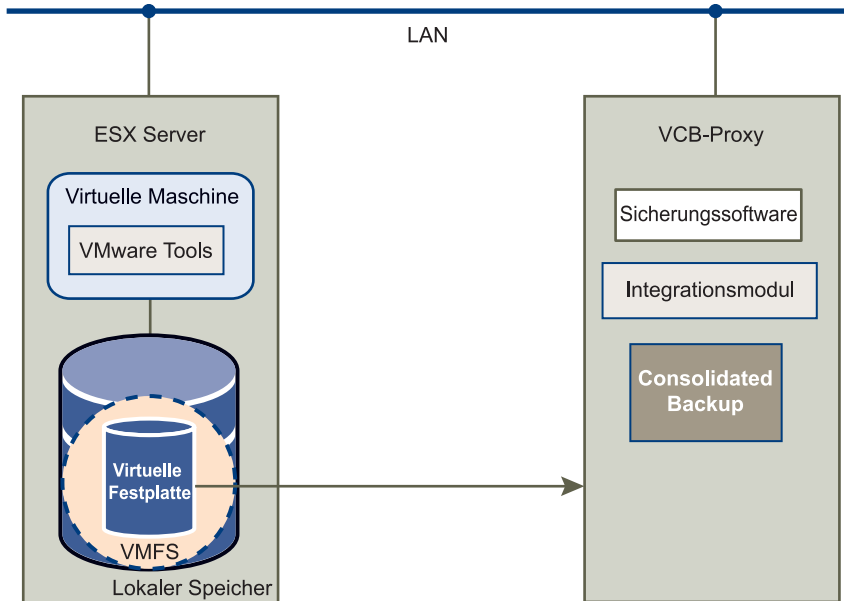 LAN
ESX Server
Virtuelle Maschine
VMware Tools
Virtuelle
Festplatte
VMFS
Lokaler Speicher
VCB-Proxy
Sicherungssoftware
Integrationsmodul
Consolidated
Backup